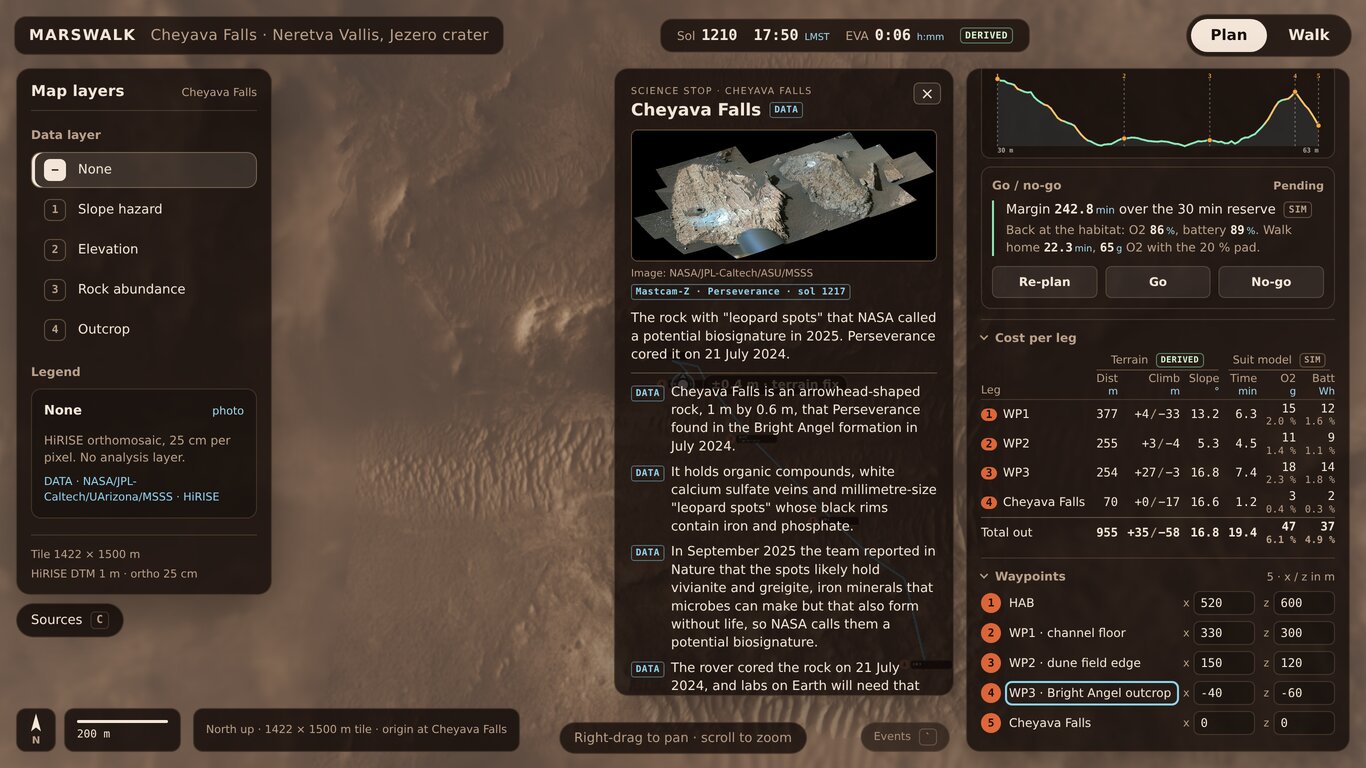 MARSWALK Cheyava Falls · Neretva Vallis, Jezero crater
Sol 1210 17:50 LMST EVA 0:06 h:mm DERIVED
Plan Walk
Map layers Cheyava Falls
Data layer
– None
1 Slope hazard
2 Elevation
3 Rock abundance
4 Outcrop
Legend
None photo
HiRISE orthomosaic, 25 cm per
pixel. No analysis layer.
DATA · NASA/JPL-
Caltech/UArizona/MSSS · HiRISE
Tile 1422 × 1500 m
HiRISE DTM 1 m · ortho 25 cm
Sources C
N
200 m
North up · 1422 × 1500 m tile · origin at Cheyava Falls
Right-drag to pan · scroll to zoom
Events `
SCIENCE STOP · CHEYAVA FALLS
Cheyava Falls DATA
×
Image: NASA/JPL-Caltech/ASU/MSSS
Mastcam-Z · Perseverance · sol 1217
The rock with "leopard spots" that NASA called
a potential biosignature in 2025. Perseverance
cored it on 21 July 2024.
+0.4 m · terrain fix
DATA Cheyava Falls is an arrowhead-shaped
rock, 1 m by 0.6 m, that Perseverance
found in the Bright Angel formation in
July 2024.
DATA It holds organic compounds, white
calcium sulfate veins and millimetre-size
"leopard spots" whose black rims
contain iron and phosphate.
DATA In September 2025 the team reported in
Nature that the spots likely hold
vivianite and greigite, iron minerals that
microbes can make but that also form
without life, so NASA calls them a
potential biosignature.
DATA The rover cored the rock on 21 July
2024, and labs on Earth will need that
1 2 3 4 5
30 m 63 m
Go / no-go Pending
Margin 242.8 min over the 30 min reserve SIM
Back at the habitat: O2 86 %, battery 89 %. Walk
home 22.3 min, 65 g O2 with the 20 % pad.
Re-plan Go No-go
Cost per leg
Terrain DERIVED Suit model SIM
Leg Dist m Climb m Slope ° Time min O2 g Batt Wh
1 WP1 377 +4/−33 13.2 6.3 15 12
2.0 % 1.6 %
2 WP2 255 +3/−4 5.3 4.5 11 9
1.4 % 1.1 %
3 WP3 254 +27/−3 16.8 7.4 18 14
2.3 % 1.8 %
4 Cheyava Falls 70 +0/−17 16.6 1.2 3 2
0.4 % 0.3 %
Total out 955 +35/−58 16.8 19.4 47 37
6.1 % 4.9 %
Waypoints 5 · x / z in m
1 HAB x 520 z 600
2 WP1 · channel floor x 330 z 300
3 WP2 · dune field edge x 150 z 120
4 WP3 · Bright Angel outcrop x -40 z -60
5 Cheyava Falls x 0 z 0